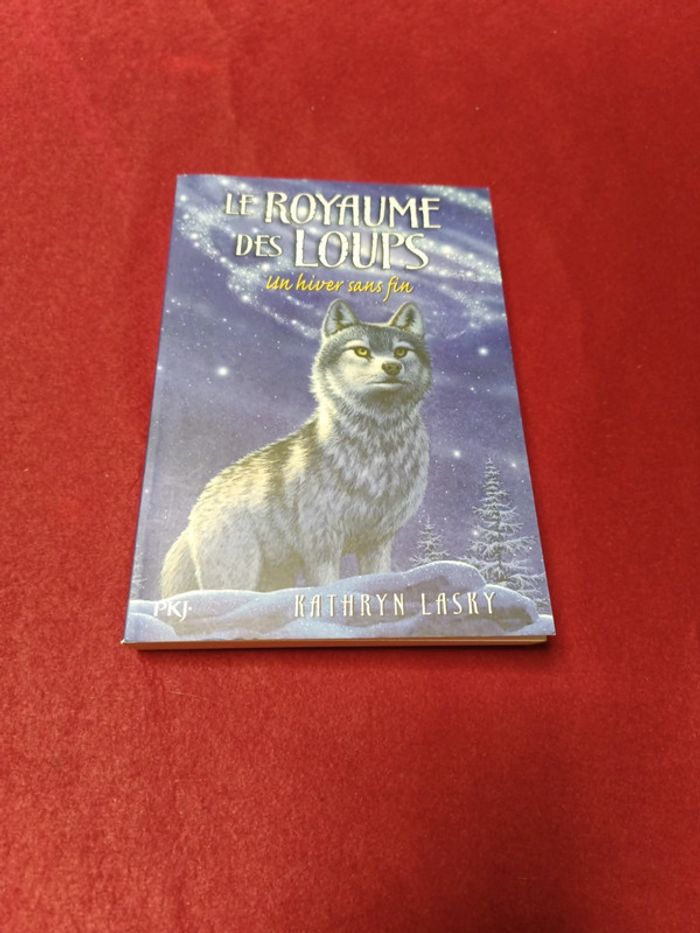 LE ROYAUME
DES LOUPS
Un hiver sans fin
KATHRYN LASKY
PKJ.